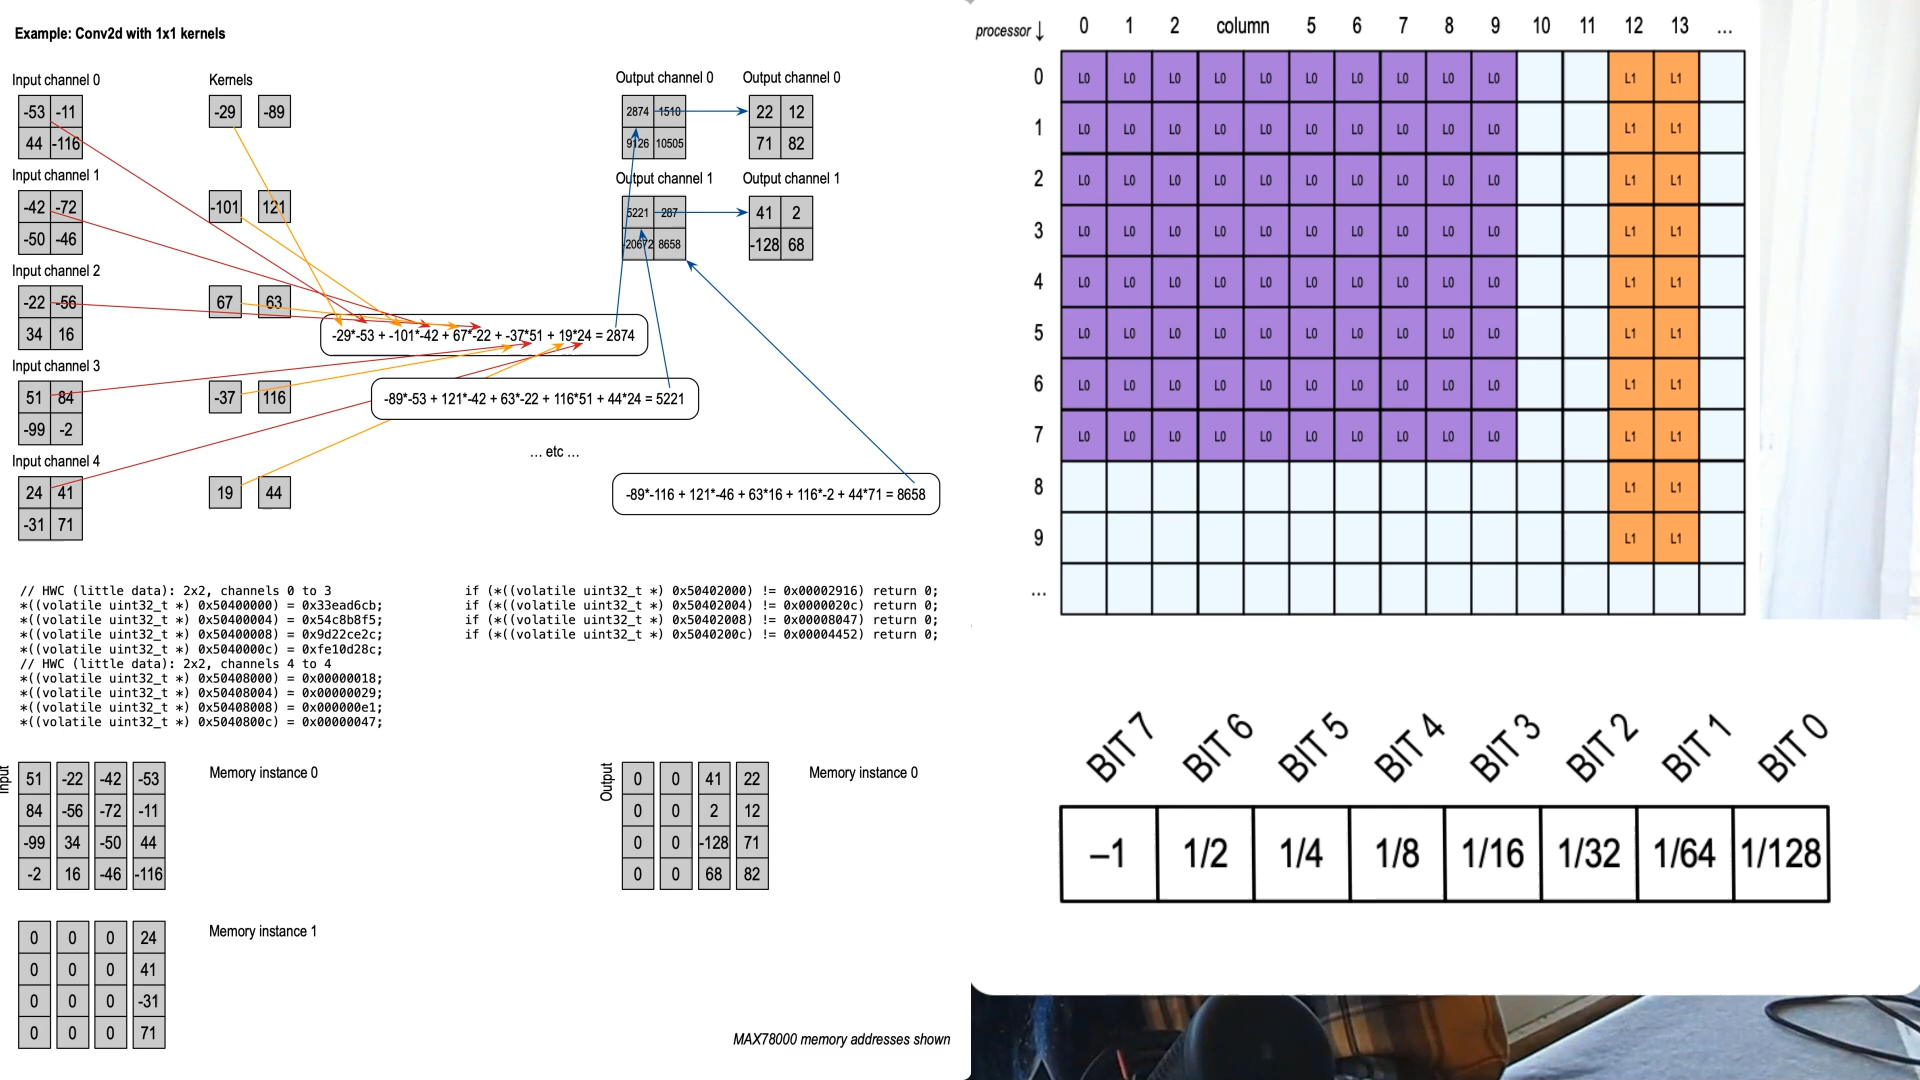 Example: Conv2d with 1x1 kernels
Input channel 0
-53 -11
44 -116
Input channel 1
-42 -72
-50 -46
Input channel 2
-22 -56
34 16
Input channel 3
51 84
-99 -2
Input channel 4
24 41
-31 71
Kernels
-29 -89
-101 121
67 63
-37 116
19 44
Output channel 0
2874 1510
9126 10505
Output channel 1
5221 287
-20672 8658
Output channel 0
22 12
71 82
Output channel 1
41 2
-128 68
-29*-53 + -101*-42 + 67*-22 + -37*51 + 19*24 = 2874
-89*-53 + 121*-42 + 63*-22 + 116*51 + 44*24 = 5221
... etc ...
-89*-116 + 121*-46 + 63*16 + 116*-2 + 44*71 = 8658
// HWC (little data): 2x2, channels 0 to 3
*((volatile uint32_t *) 0x50400000) = 0x33ead6cb;
*((volatile uint32_t *) 0x50400004) = 0x54c8b8f5;
*((volatile uint32_t *) 0x50400008) = 0x9d22ce2c;
*((volatile uint32_t *) 0x5040000c) = 0xfe10d28c;
// HWC (little data): 2x2, channels 4 to 4
*((volatile uint32_t *) 0x50408000) = 0x00000018;
*((volatile uint32_t *) 0x50408004) = 0x00000029;
*((volatile uint32_t *) 0x50408008) = 0x000000e1;
*((volatile uint32_t *) 0x5040800c) = 0x00000047;
if (*((volatile uint32_t *) 0x50402000) != 0x00002916) return 0;
if (*((volatile uint32_t *) 0x50402004) != 0x0000020c) return 0;
if (*((volatile uint32_t *) 0x50402008) != 0x00008047) return 0;
if (*((volatile uint32_t *) 0x5040200c) != 0x00004452) return 0;
Input
51 -22 -42 -53
84 -56 -72 -11
-99 34 -50 44
-2 16 -46 -116
Memory instance 0
0 0 0 24
0 0 0 41
0 0 0 -31
0 0 0 71
Memory instance 1
Output
0 0 41 22
0 0 2 12
0 0 -128 71
0 0 68 82
Memory instance 0
MAX78000 memory addresses shown
processor ↓ 0 1 2 column 5 6 7 8 9 10 11 12 13 ...
0 L0 L0 L0 L0 L0 L0 L0 L0 L0 L0 L1 L1
1 L0 L0 L0 L0 L0 L0 L0 L0 L0 L0 L1 L1
2 L0 L0 L0 L0 L0 L0 L0 L0 L0 L0 L1 L1
3 L0 L0 L0 L0 L0 L0 L0 L0 L0 L0 L1 L1
4 L0 L0 L0 L0 L0 L0 L0 L0 L0 L0 L1 L1
5 L0 L0 L0 L0 L0 L0 L0 L0 L0 L0 L1 L1
6 L0 L0 L0 L0 L0 L0 L0 L0 L0 L0 L1 L1
7 L0 L0 L0 L0 L0 L0 L0 L0 L0 L0 L1 L1
8 L1 L1
9 L1 L1
...
BIT 7 BIT 6 BIT 5 BIT 4 BIT 3 BIT 2 BIT 1 BIT 0
–1 1/2 1/4 1/8 1/16 1/32 1/64 1/128